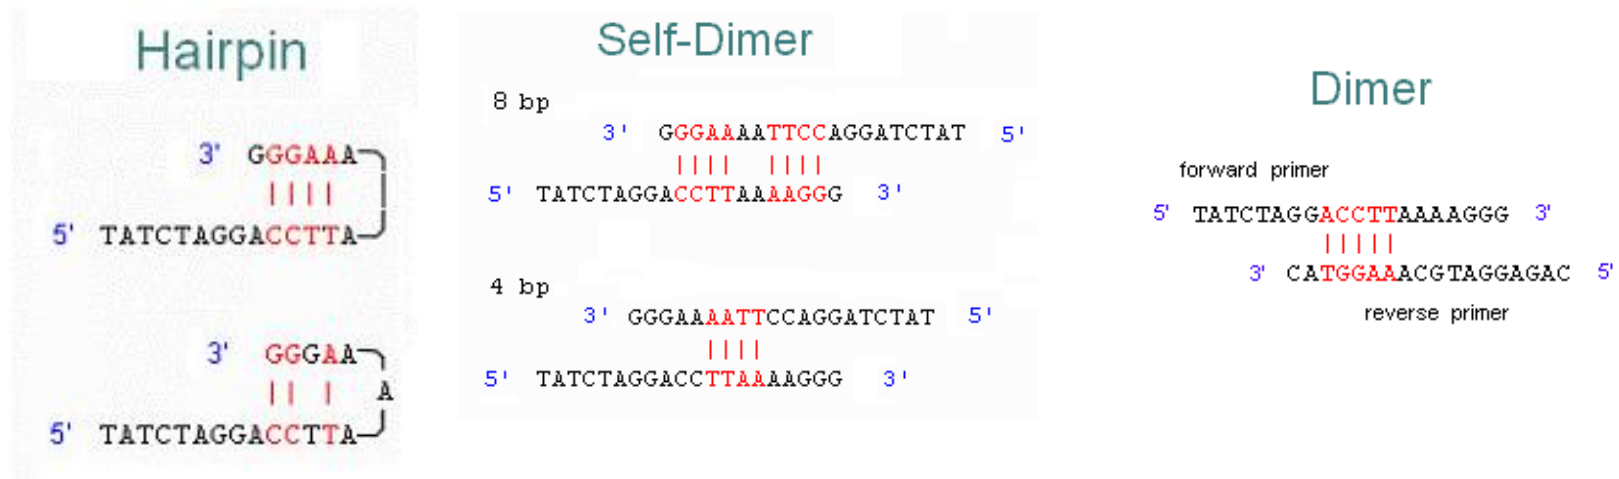 Hairpin
3' GGGAAA
5' TATCTAGGACCTTA
3' GGGAA
A
5' TATCTAGGACCTTA
Self-Dimer
8 bp
3' GGGAAAATTCCAGGATCTAT 5'
5' TATCTAGGACCTTAAAAGGG 3'
4 bp
3' GGGAAAATTCCAGGATCTAT 5'
5' TATCTAGGACCTTAAAAGGG 3'
Dimer
forward primer
5' TATCTAGGACCTTAAAAGGG 3'
3' CATGGAAACGTAGGAGAC 5'
reverse primer